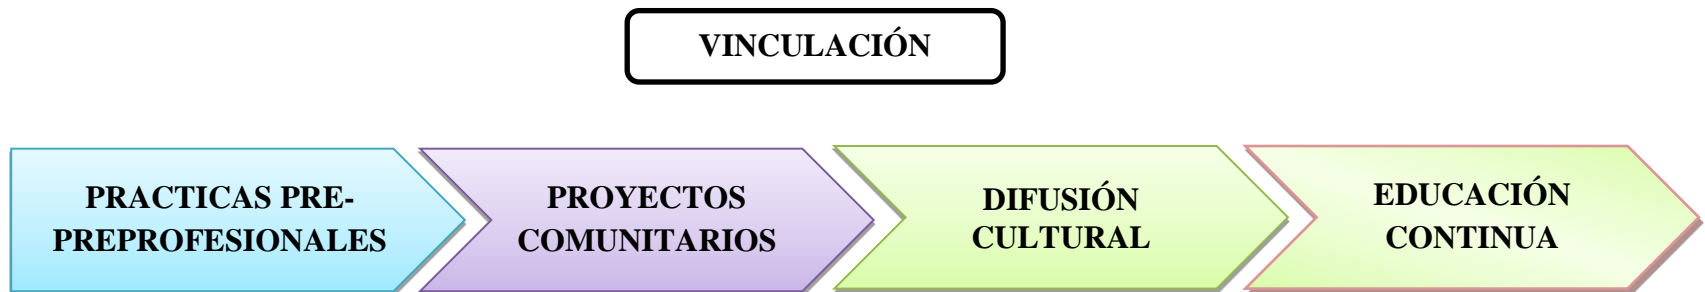 VINCULACIÓN
PRACTICAS PRE-
PREPROFESIONALES
PROYECTOS
COMUNITARIOS
DIFUSIÓN
CULTURAL
EDUCACIÓN
CONTINUA